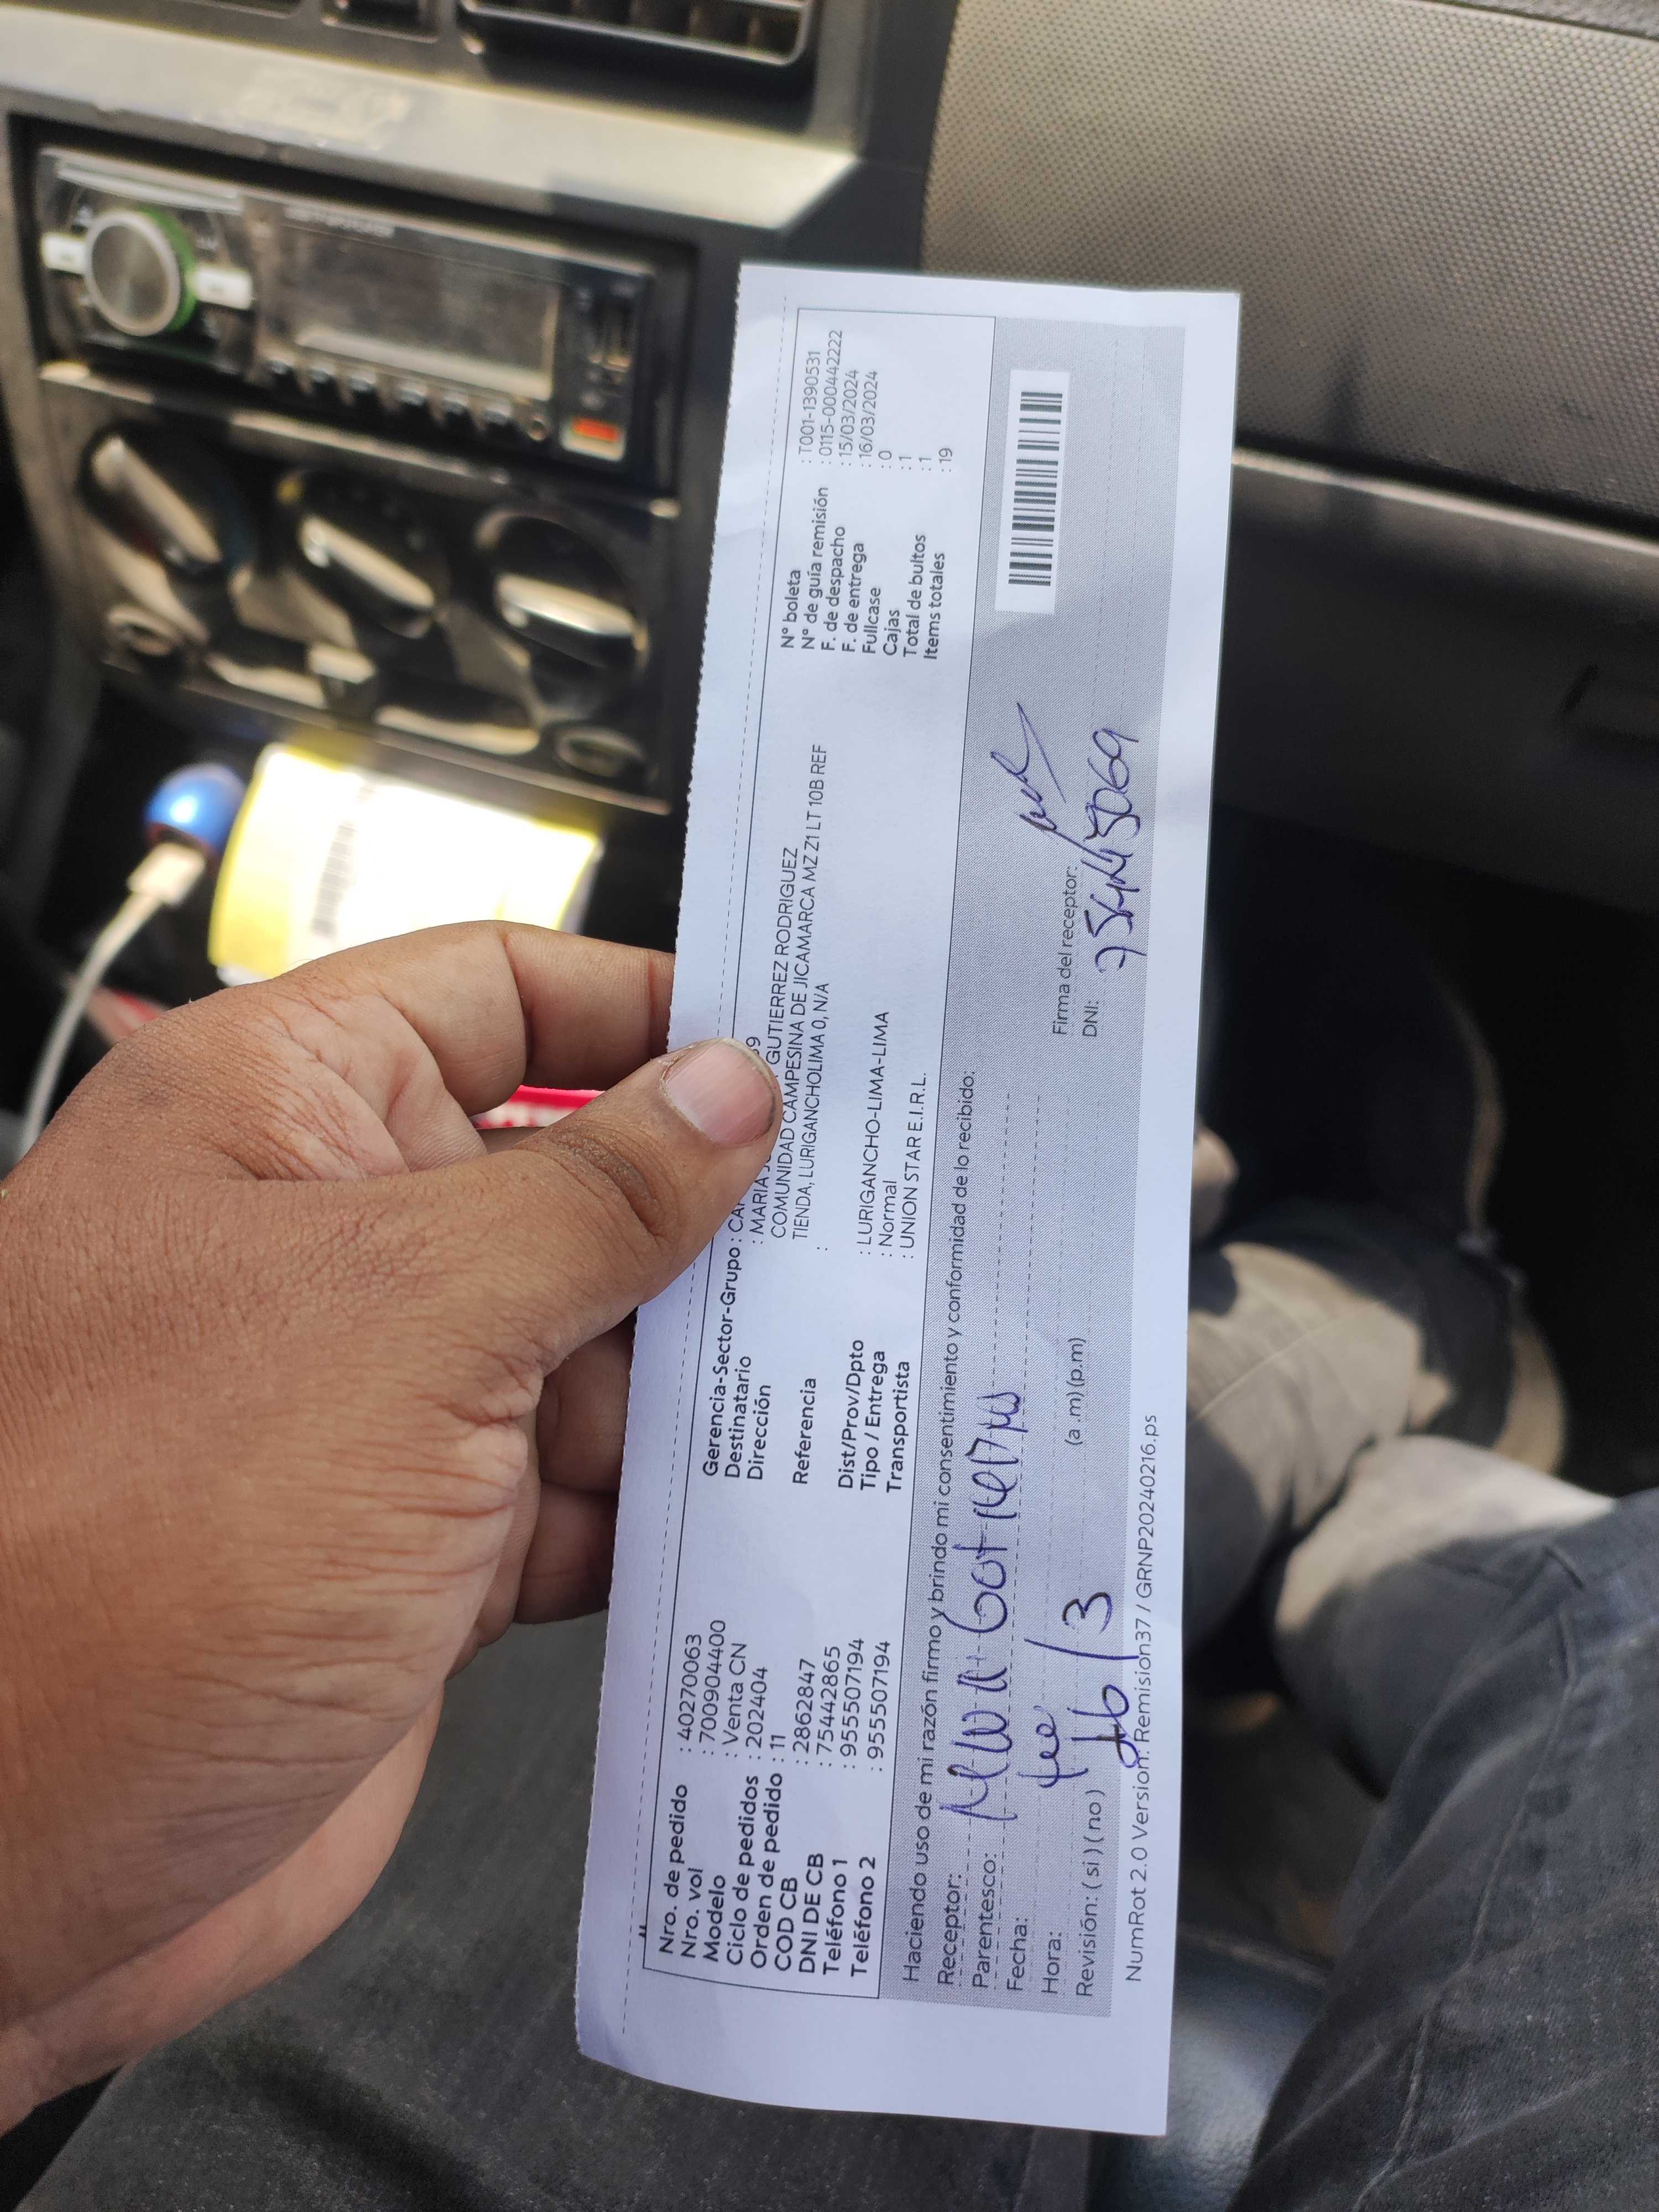 Nro. de pedido : 40270063
Nro. vol : 700904400
Modelo : Venta CN
Ciclo de pedidos : 202404
Orden de pedido : 11
COD CB : 2862847
DNI DE CB : 75442865
Teléfono 1 : 955507194
Teléfono 2 : 955507194
Gerencia-Sector-Grupo :
Destinatario : MARIA GUTIERREZ RODRIGUEZ
Dirección COMUNIDAD CAMPESINA DE JICAMARCA MZ Z1 LT 10B REF
TIENDA, LURIGANCHOLIMA 0, N/A
Referencia :
Dist/Prov/Dpto : LURIGANCHO-LIMA-LIMA
Tipo / Entrega : Normal
Transportista : UNION STAR E.I.R.L.
N° boleta : T001-1390531
N° de guía remisión : 0115-0004442222
F. de despacho : 15/03/2024
F. de entrega : 16/03/2024
Fullcase : 0
Cajas : 1
Total de bultos : 1
Items totales : 19
Haciendo uso de mi razón firmo y brindo mi consentimiento y conformidad de lo recibido:
Receptor:
Parentesco:
Fecha: 16/3
Hora: (a .m) (p.m)
Revisión: ( si ) ( no )
Firma del receptor:
DNI:
NumRot 2.0 Version: Remision37 / GRNP20240216.ps